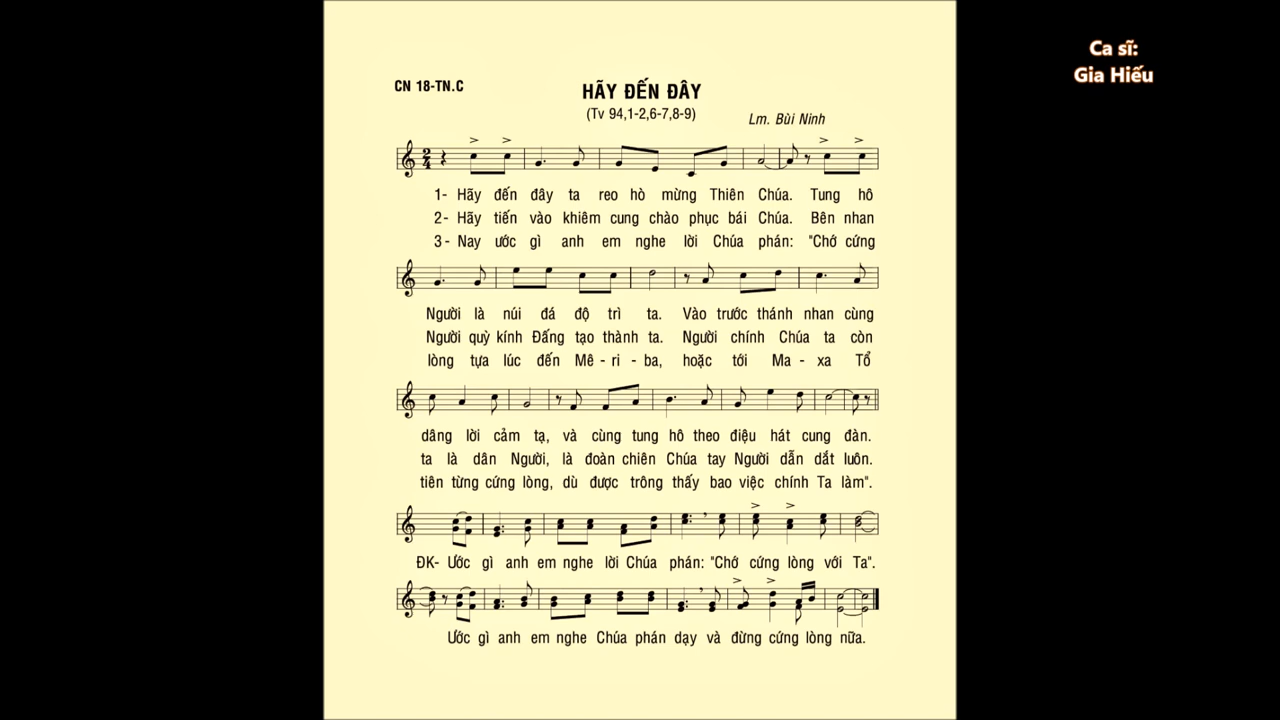 Ca sĩ:
Gia Hiếu
CN 18-TN.C
HÃY ĐẾN ĐÂY
(Tv 94,1-2,6-7,8-9)
Lm. Bùi Ninh
1- Hãy đến đây ta reo hò mừng Thiên Chúa. Tung hô
2- Hãy tiến vào khiêm cung chào phục bái Chúa. Bên nhan
3- Nay ước gì anh em nghe lời Chúa phán: "Chớ cứng
Người là núi đá độ trì ta. Vào trước thánh nhan cùng
Người quỳ kính Đấng tạo thành ta. Người chính Chúa ta còn
lòng tựa lúc đến Mê - ri - ba, hoặc tới Ma - xa Tổ
dâng lời cảm tạ, và cùng tung hô theo điệu hát cung đàn.
ta là dân Người, là đoàn chiên Chúa tay Người dẫn dắt luôn.
tiên từng cứng lòng, dù được trông thấy bao việc chính Ta làm".
ĐK- Ước gì anh em nghe lời Chúa phán: "Chớ cứng lòng với Ta".
Ước gì anh em nghe Chúa phán dạy và đừng cứng lòng nữa.